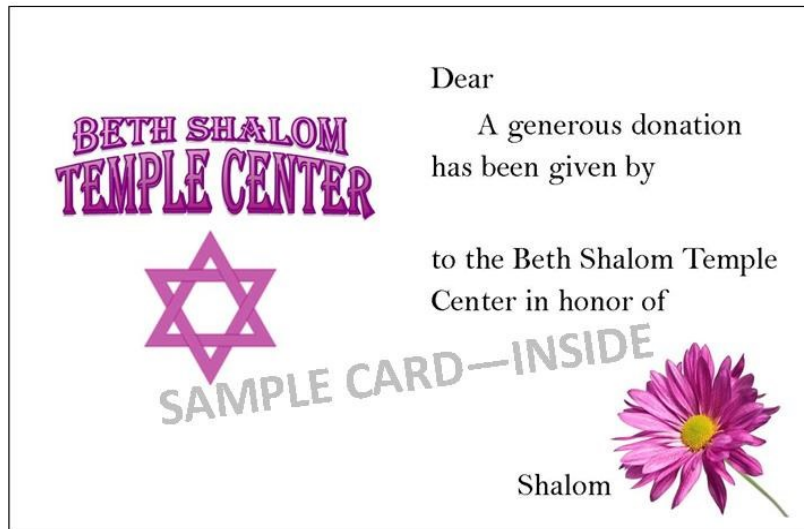 BETH SHALOM
TEMPLE CENTER
Dear
A generous donation
has been given by
to the Beth Shalom Temple
Center in honor of
SAMPLE CARD—INSIDE
Shalom